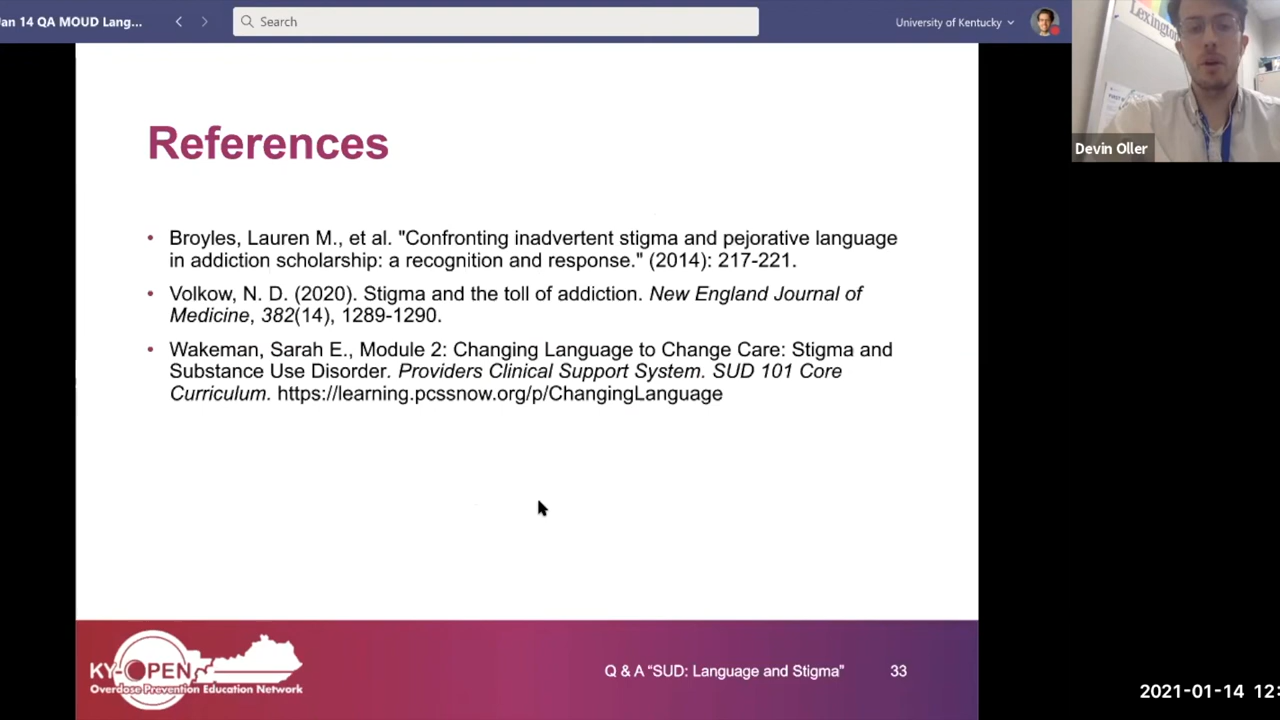 Jan 14 QA MOUD Lang...
Search
University of Kentucky
Lexington
Devin Oller
References
• Broyles, Lauren M., et al. "Confronting inadvertent stigma and pejorative language
in addiction scholarship: a recognition and response." (2014): 217-221.
• Volkow, N. D. (2020). Stigma and the toll of addiction. New England Journal of
Medicine, 382(14), 1289-1290.
• Wakeman, Sarah E., Module 2: Changing Language to Change Care: Stigma and
Substance Use Disorder. Providers Clinical Support System. SUD 101 Core
Curriculum. https://learning.pcssnow.org/p/ChangingLanguage
KY-OPEN
Overdose Prevention Education Network
Q & A “SUD: Language and Stigma” 33
2021-01-14 12: